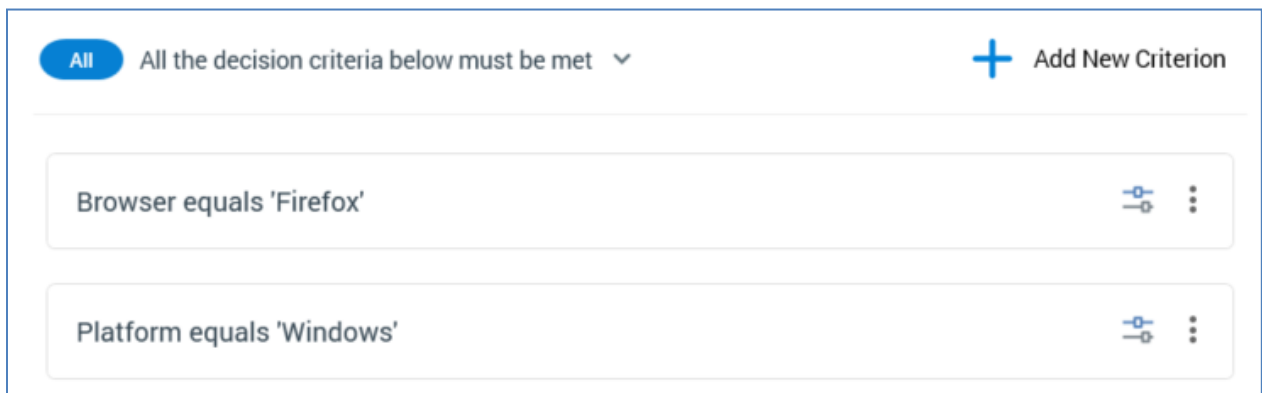 All All the decision criteria below must be met Add New Criterion
Browser equals 'Firefox'
Platform equals 'Windows'